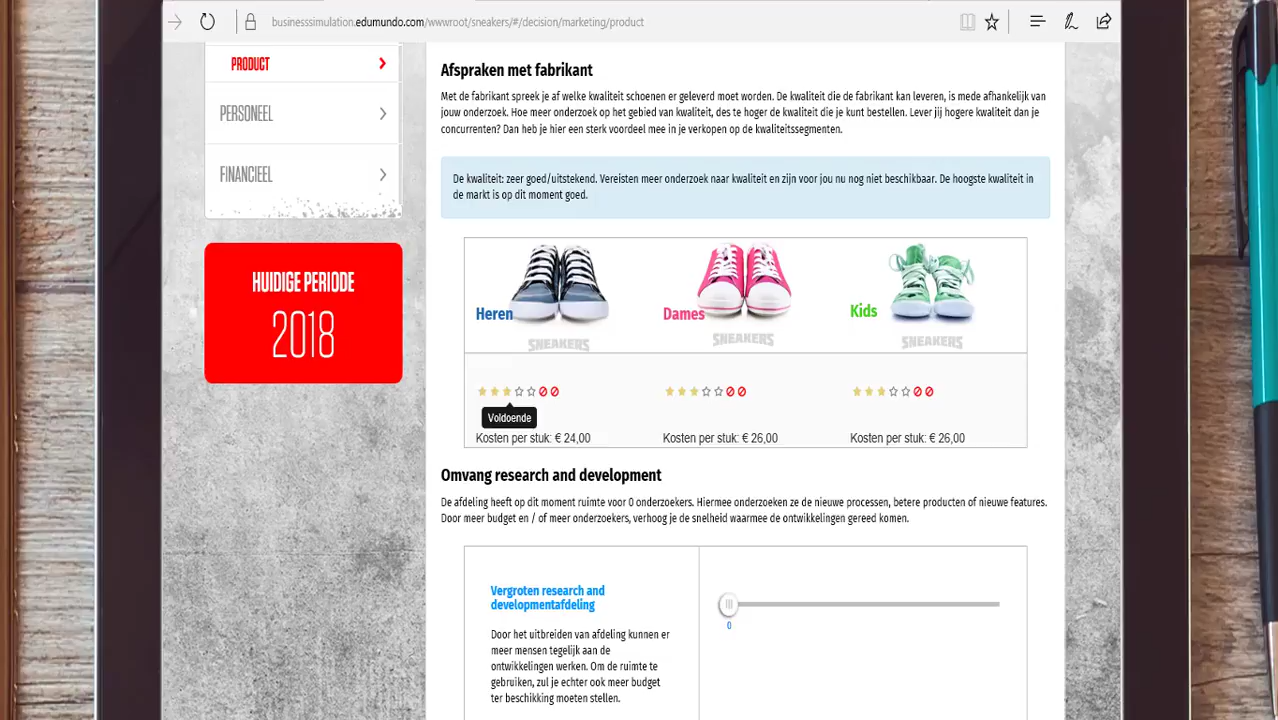 businesssimulation.edumundo.com/wwwroot/sneakers/#/decision/marketing/product
PRODUCT
PERSONEEL
FINANCIEEL
HUIDIGE PERIODE
2018
Afspraken met fabrikant
Met de fabrikant spreek je af welke kwaliteit schoenen er geleverd moet worden. De kwaliteit die de fabrikant kan leveren, is mede afhankelijk van
jouw onderzoek. Hoe meer onderzoek op het gebied van kwaliteit, des te hoger de kwaliteit die je kunt bestellen. Lever jij hogere kwaliteit dan je
concurrenten? Dan heb je hier een sterk voordeel mee in je verkopen op de kwaliteitssegmenten.
De kwaliteit: zeer goed/uitstekend. Vereisten meer onderzoek naar kwaliteit en zijn voor jou nu nog niet beschikbaar. De hoogste kwaliteit in
de markt is op dit moment goed.
Heren
Dames
Kids
SNEAKERS
SNEAKERS
SNEAKERS
Voldoende
Kosten per stuk: € 24,00
Kosten per stuk: € 26,00
Kosten per stuk: € 26,00
Omvang research and development
De afdeling heeft op dit moment ruimte voor 0 onderzoekers. Hiermee onderzoeken ze de nieuwe processen, betere producten of nieuwe features.
Door meer budget en / of meer onderzoekers, verhoog je de snelheid waarmee de ontwikkelingen gereed komen.
Vergroten research and
developmentafdeling
0
Door het uitbreiden van afdeling kunnen er
meer mensen tegelijk aan de
ontwikkelingen werken. Om de ruimte te
gebruiken, zul je echter ook meer budget
ter beschikking moeten stellen.